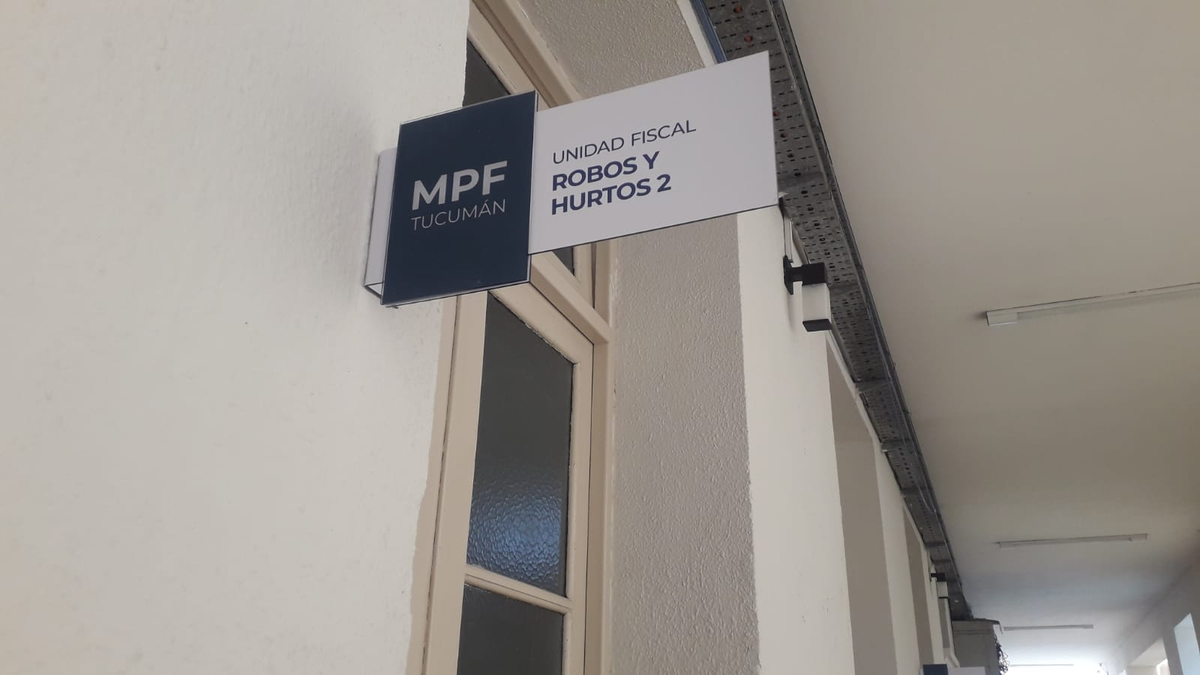 MPF
TUCUMÁN
UNIDAD FISCAL
ROBOS Y
HURTOS 2